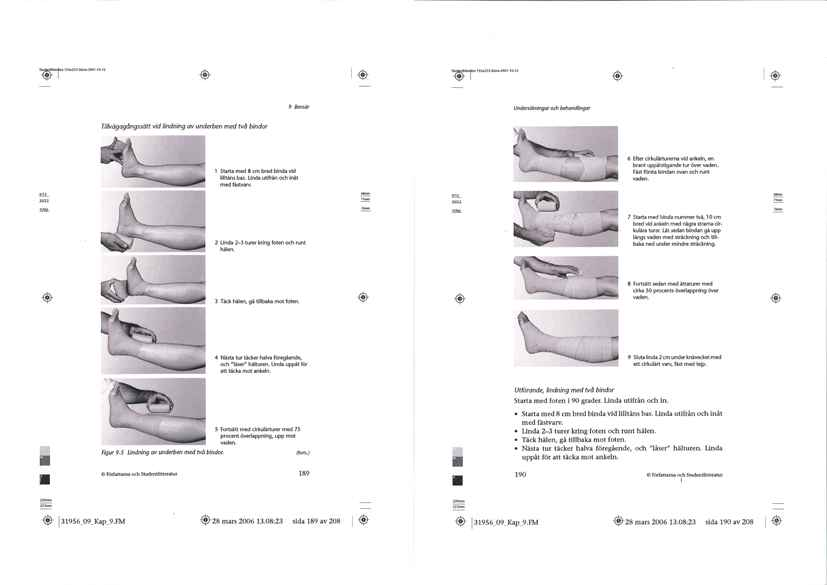 9 Bensår
Tillvägagångssätt vid lindning av underben med två bindor
1 Starta med 8 cm bred binda vid
lilltåns bas. Linda utifrån och inåt
med fästvarv.
2 Linda 2–3 turer kring foten och runt
hälen.
3 Täck hälen, gå tillbaka mot foten.
4 Nästa tur täcker halva föregående,
och ”låser” hälturen. Linda uppåt för
att täcka mot ankeln.
5 Fortsätt med cirkulärturer med 75
procent överlappning, upp mot
vaden.
Figur 9.5 Lindning av underben med två bindor.
(forts.)
© Författarna och Studentlitteratur
189
31956_09_Kap_9.FM
28 mars 2006 13.08:23 sida 189 av 208
Undersökningar och behandlingar
6 Efter cirkulärturerna vid ankeln, en
brant uppåtstigande tur över vaden.
Fäst första bindan ovan och runt
vaden.
7 Starta med binda nummer två, 10 cm
bred vid ankeln med några strama cir-
kulära turer. Låt sedan bindan gå upp
längs vaden med sträckning och till-
baka ned under mindre sträckning.
8 Fortsätt sedan med åttaturer med
cirka 50 procents överlappning över
vaden.
9 Sluta linda 2 cm under knävecket med
ett cirkulärt varv, fäst med tejp.
Utförande, lindning med två bindor
Starta med foten i 90 grader. Linda utifrån och in.
• Starta med 8 cm bred binda vid lilltåns bas. Linda utifrån och inåt
med fästvarv.
• Linda 2–3 turer kring foten och runt hälen.
• Täck hälen, gå tillbaka mot foten.
• Nästa tur täcker halva föregående, och ”låser” hälturen. Linda
uppåt för att täcka mot ankeln.
190
© Författarna och Studentlitteratur
31956_09_Kap_9.FM
28 mars 2006 13.08:23 sida 190 av 208